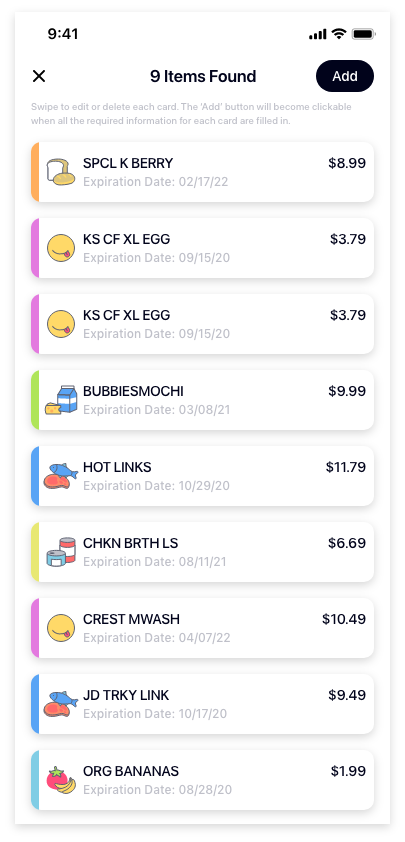 9:41
9 Items Found
Add
Swipe to edit or delete each card. The 'Add' button will become clickable
when all the required information for each card are filled in.
SPCL K BERRY $8.99
Expiration Date: 02/17/22
KS CF XL EGG $3.79
Expiration Date: 09/15/20
KS CF XL EGG $3.79
Expiration Date: 09/15/20
BUBBIESMOCHI $9.99
Expiration Date: 03/08/21
HOT LINKS $11.79
Expiration Date: 10/29/20
CHKN BRTH LS $6.69
Expiration Date: 08/11/21
CREST MWASH $10.49
Expiration Date: 04/07/22
JD TRKY LINK $9.49
Expiration Date: 10/17/20
ORG BANANAS $1.99
Expiration Date: 08/28/20